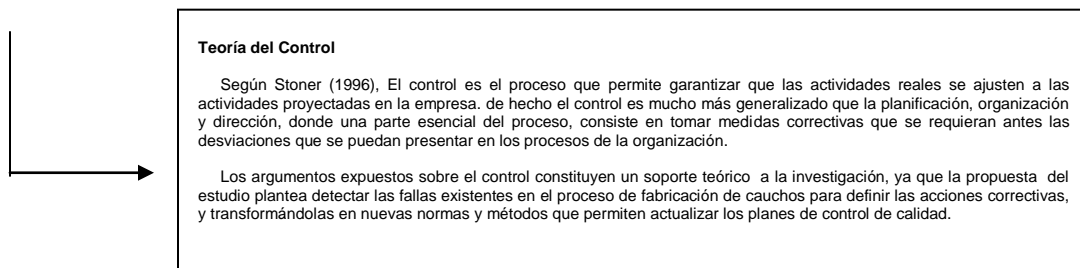 Teoría del Control
Según Stoner (1996), El control es el proceso que permite garantizar que las actividades reales se ajusten a las
actividades proyectadas en la empresa. de hecho el control es mucho más generalizado que la planificación, organización
y dirección, donde una parte esencial del proceso, consiste en tomar medidas correctivas que se requieran antes las
desviaciones que se puedan presentar en los procesos de la organización.
Los argumentos expuestos sobre el control constituyen un soporte teórico a la investigación, ya que la propuesta del
estudio plantea detectar las fallas existentes en el proceso de fabricación de cauchos para definir las acciones correctivas,
y transformándolas en nuevas normas y métodos que permiten actualizar los planes de control de calidad.